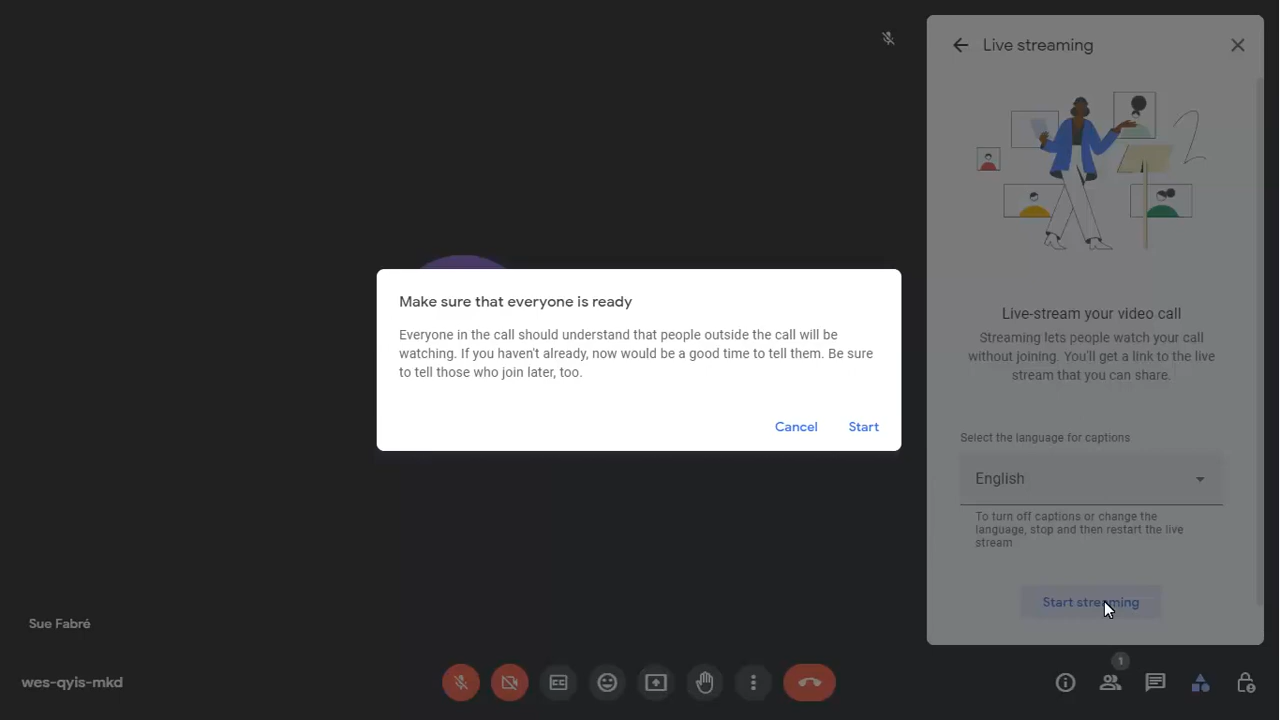 Live streaming
Make sure that everyone is ready
Everyone in the call should understand that people outside the call will be
watching. If you haven't already, now would be a good time to tell them. Be sure
to tell those who join later, too.
Cancel
Start
Live-stream your video call
Streaming lets people watch your call
without joining. You'll get a link to the live
stream that you can share.
Select the language for captions
English
To turn off captions or change the
language, stop and then restart the live
stream
Start streaming
Sue Fabré
wes-qyis-mkd
1